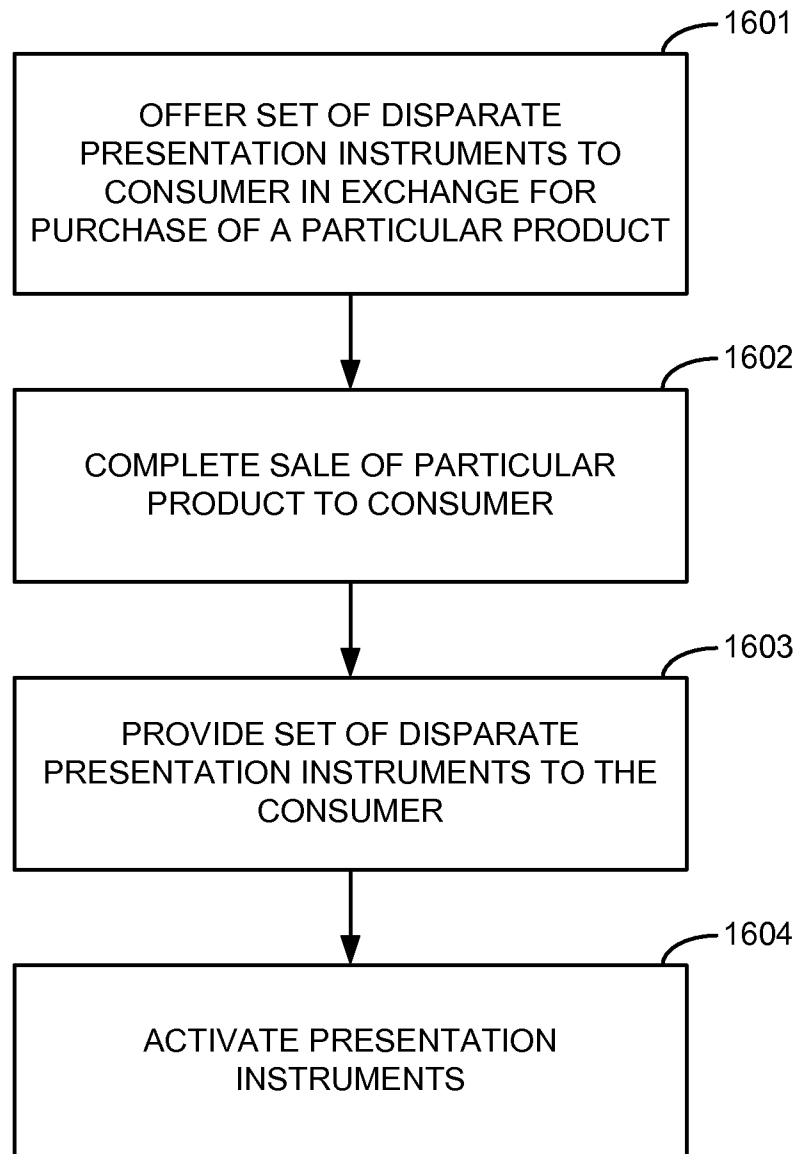 1601
OFFER SET OF DISPARATE
PRESENTATION INSTRUMENTS TO
CONSUMER IN EXCHANGE FOR
PURCHASE OF A PARTICULAR PRODUCT
1602
COMPLETE SALE OF PARTICULAR
PRODUCT TO CONSUMER
1603
PROVIDE SET OF DISPARATE
PRESENTATION INSTRUMENTS TO THE
CONSUMER
1604
ACTIVATE PRESENTATION
INSTRUMENTS